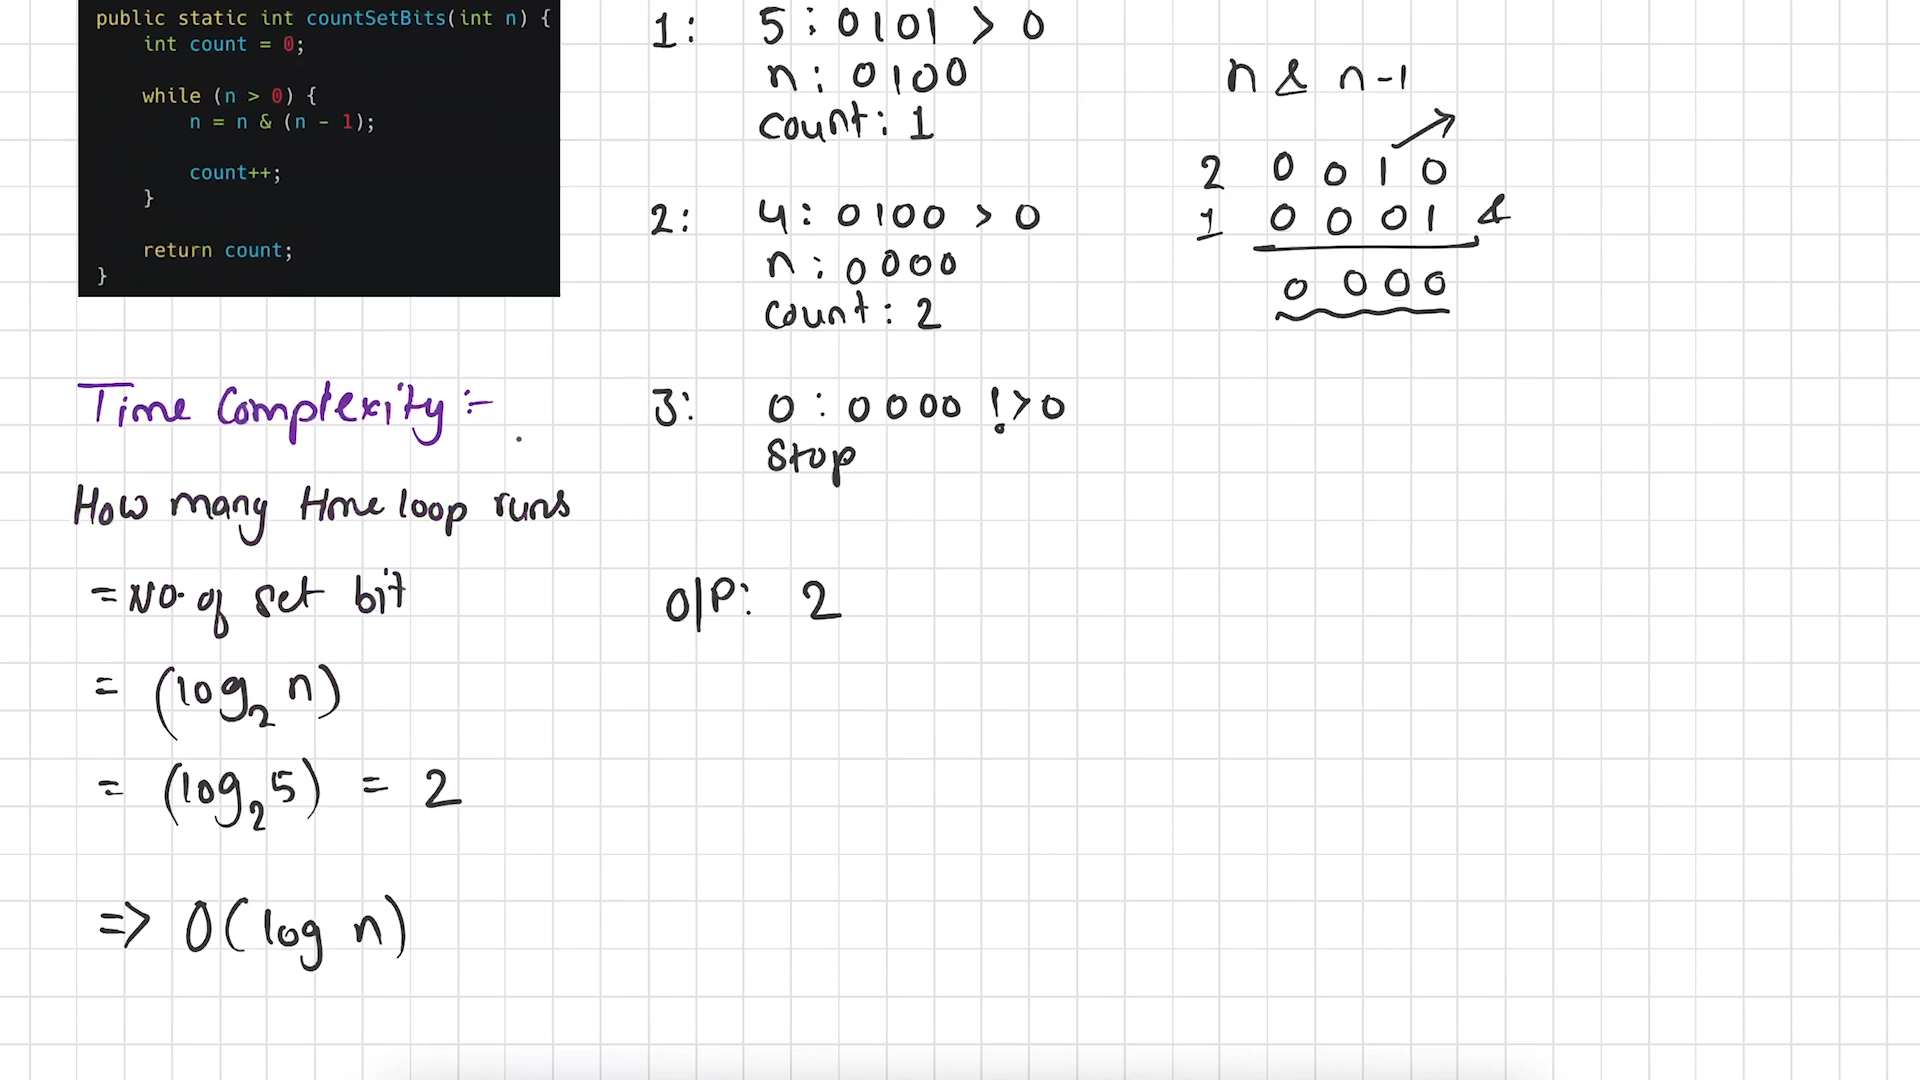 public static int countSetBits(int n) {
int count = 0;
while (n > 0) {
n = n & (n - 1);
count++;
}
return count;
}
Time Complexity :-
How many time loop runs
= No. of set bit
= (log₂ n)
= (log₂ 5) = 2
=> O(log n)
1: 5 : 0101 > 0
n : 0100
count : 1
2: 4 : 0100 > 0
n : 0000
count : 2
3: 0 : 0000 !> 0
Stop
O/P: 2
n & n-1
2 0 0 1 0
1 0 0 0 1 &
0 0 0 0